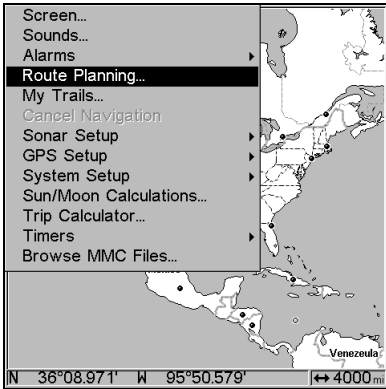 Screen...
Sounds...
Alarms
Route Planning...
My Trails...
Cancel Navigation
Sonar Setup
GPS Setup
System Setup
Sun/Moon Calculations...
Trip Calculator...
Timers
Browse MMC Files...
Venezeula
N 36°08.971' W 95°50.579' ↔ 4000 mi